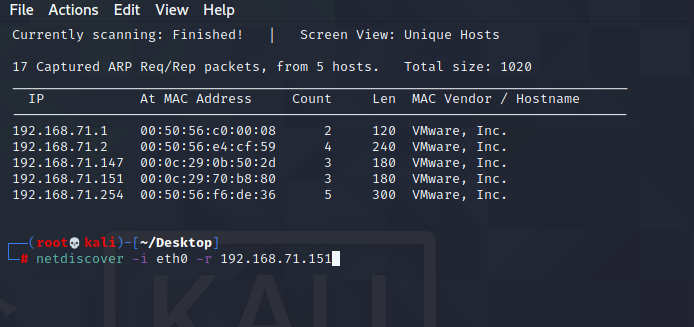 File Actions Edit View Help
Currently scanning: Finished! | Screen View: Unique Hosts
17 Captured ARP Req/Rep packets, from 5 hosts. Total size: 1020
IP At MAC Address Count Len MAC Vendor / Hostname
192.168.71.1 00:50:56:c0:00:08 2 120 VMware, Inc.
192.168.71.2 00:50:56:e4:cf:59 4 240 VMware, Inc.
192.168.71.147 00:0c:29:0b:50:2d 3 180 VMware, Inc.
192.168.71.151 00:0c:29:70:b8:80 3 180 VMware, Inc.
192.168.71.254 00:50:56:f6:de:36 5 300 VMware, Inc.
┌──(root💀kali)-[~/Desktop]
└─# netdiscover -i eth0 -r 192.168.71.151
KALI